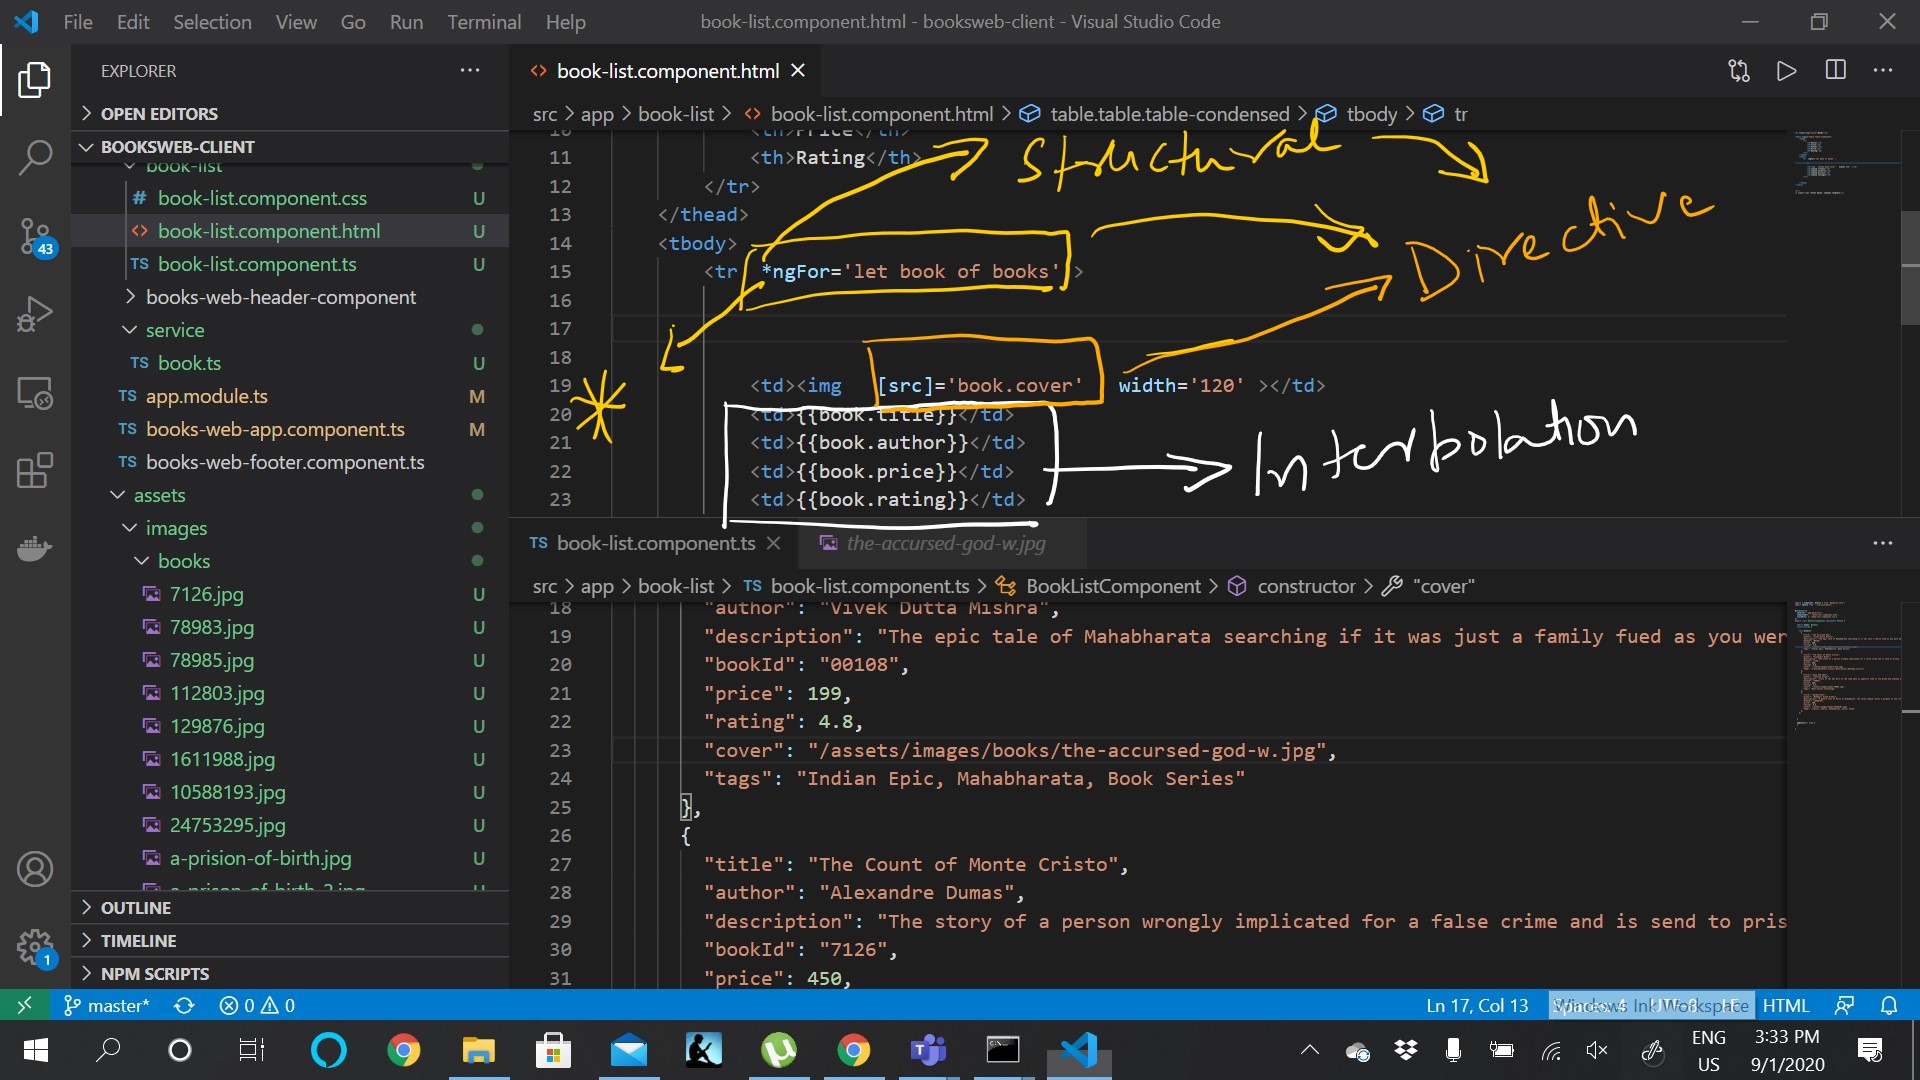 File Edit Selection View Go Run Terminal Help
book-list.component.html - booksweb-client - Visual Studio Code
EXPLORER
OPEN EDITORS
BOOKSWEB-CLIENT
book-list
# book-list.component.css U
<> book-list.component.html U
TS book-list.component.ts U
books-web-header-component
service
TS book.ts U
TS app.module.ts M
TS books-web-app.component.ts M
TS books-web-footer.component.ts
assets
images
books
7126.jpg U
78983.jpg U
78985.jpg U
112803.jpg U
129876.jpg U
1611988.jpg U
10588193.jpg U
24753295.jpg U
a-prision-of-birth.jpg U
a-prison-of-birth-2.jpg U
OUTLINE
TIMELINE
NPM SCRIPTS
43
1
<> book-list.component.html
src > app > book-list > <> book-list.component.html > table.table.table-condensed > tbody > tr
10 <th>Price</th>
11 <th>Rating</th>
12 </tr>
13 </thead>
14 <tbody>
15 <tr *ngFor='let book of books' >
16
17
18
19 <td><img [src]='book.cover' width='120' ></td>
20 <td>{{book.title}}</td>
21 <td>{{book.author}}</td>
22 <td>{{book.price}}</td>
23 <td>{{book.rating}}</td>
Structural
Directive
*
Interbolation
TS book-list.component.ts
the-accursed-god-w.jpg
src > app > book-list > TS book-list.component.ts > BookListComponent > constructor > "cover"
18 "author": "Vivek Dutta Mishra",
19 "description": "The epic tale of Mahabharata searching if it was just a family fued as you wer
20 "bookId": "00108",
21 "price": 199,
22 "rating": 4.8,
23 "cover": "/assets/images/books/the-accursed-god-w.jpg",
24 "tags": "Indian Epic, Mahabharata, Book Series"
25 },
26 {
27 "title": "The Count of Monte Cristo",
28 "author": "Alexandre Dumas",
29 "description": "The story of a person wrongly implicated for a false crime and is send to pris
30 "bookId": "7126",
31 "price": 450,
master* 0 0
Ln 17, Col 13 Spaces: 4 UTF-8 LF HTML
Windows Ink Workspace
ENG
US
3:33 PM
9/1/2020